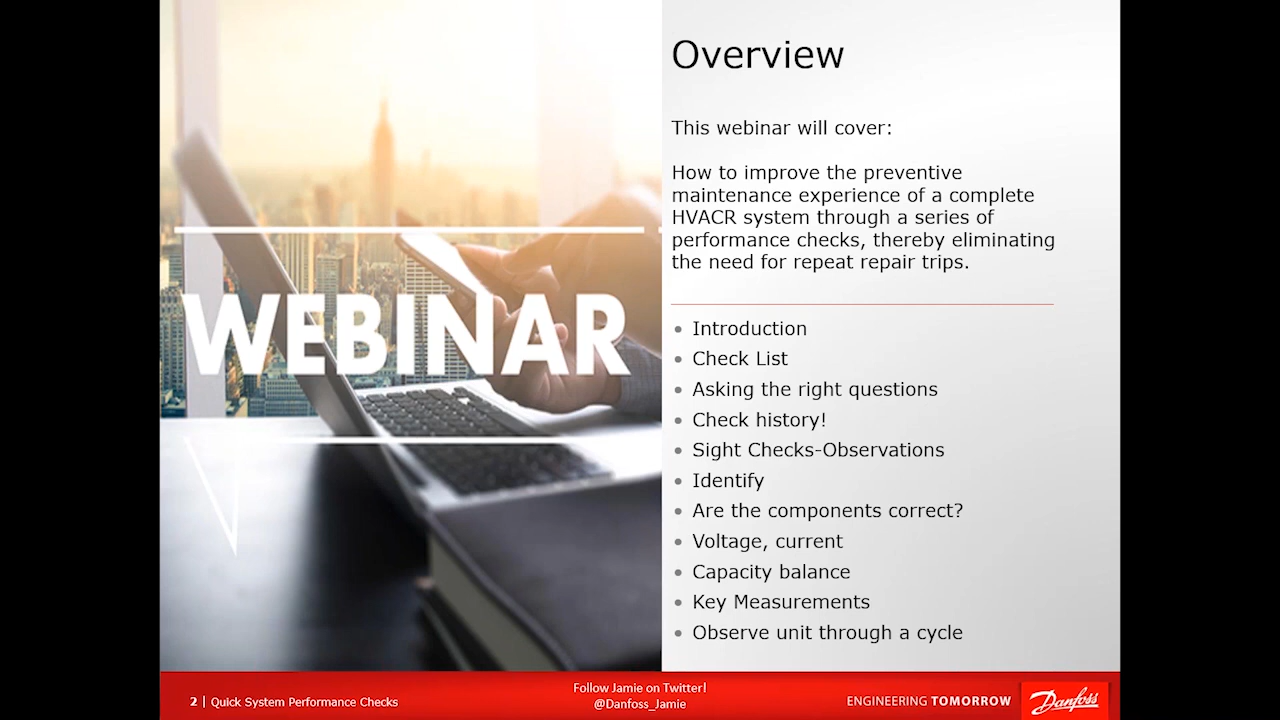 WEBINAR
Overview
This webinar will cover:
How to improve the preventive
maintenance experience of a complete
HVACR system through a series of
performance checks, thereby eliminating
the need for repeat repair trips.
• Introduction
• Check List
• Asking the right questions
• Check history!
• Sight Checks-Observations
• Identify
• Are the components correct?
• Voltage, current
• Capacity balance
• Key Measurements
• Observe unit through a cycle
2 | Quick System Performance Checks
Follow Jamie on Twitter!
@Danfoss_Jamie
ENGINEERING TOMORROW
Danfoss